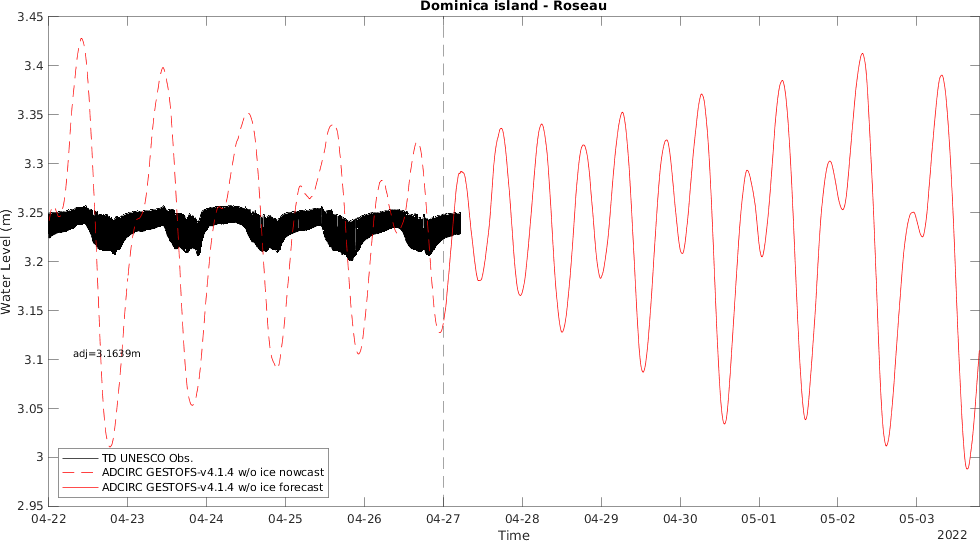 Dominica island - Roseau
3.45
3.4
3.35
3.3
3.25
3.2
3.15
3.1
3.05
3
2.95
Water Level (m)
adj=3.1639m
TD UNESCO Obs.
ADCIRC GESTOFS-v4.1.4 w/o ice nowcast
ADCIRC GESTOFS-v4.1.4 w/o ice forecast
04-22 04-23 04-24 04-25 04-26 04-27 04-28 04-29 04-30 05-01 05-02 05-03
Time
2022